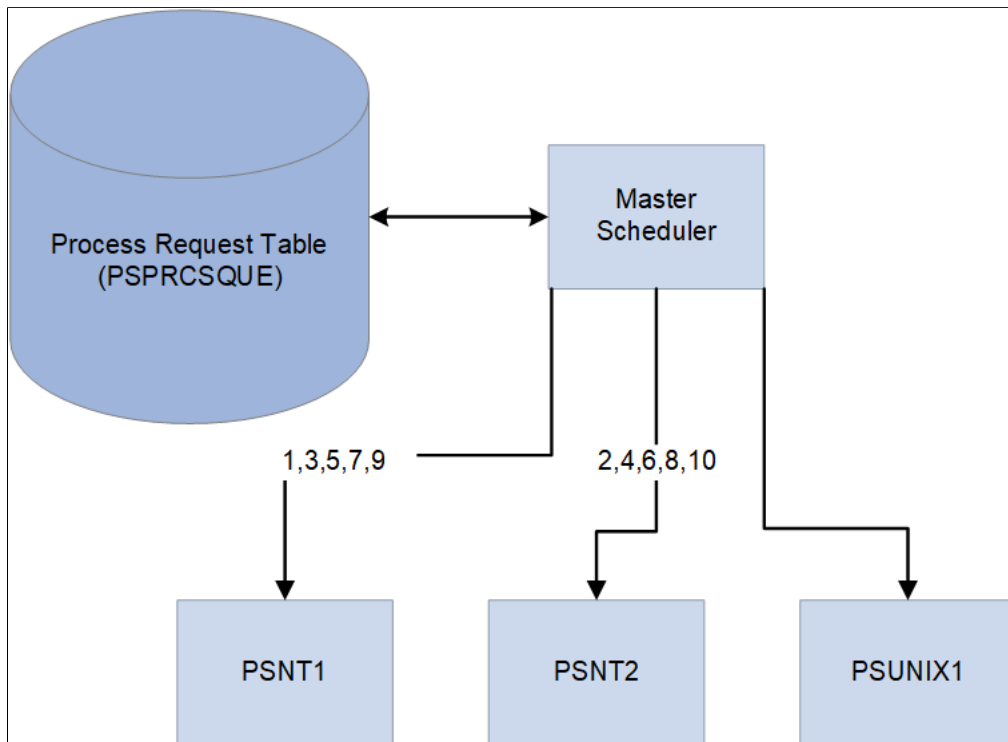 Process Request Table
(PSPRCSQUE)
Master
Scheduler
1,3,5,7,9
2,4,6,8,10
PSNT1
PSNT2
PSUNIX1